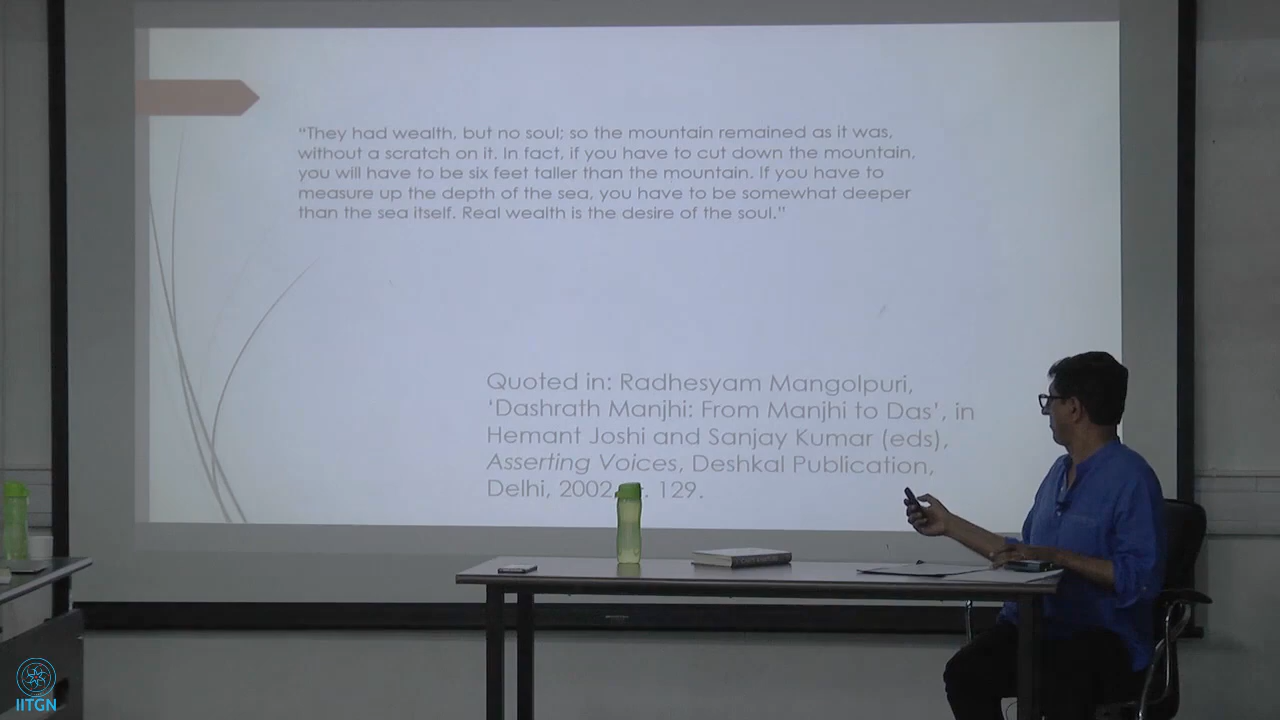 “They had wealth, but no soul; so the mountain remained as it was,
without a scratch on it. In fact, if you have to cut down the mountain,
you will have to be six feet taller than the mountain. If you have to
measure up the depth of the sea, you have to be somewhat deeper
than the sea itself. Real wealth is the desire of the soul.”
Quoted in: Radhesyam Mangolpuri,
‘Dashrath Manjhi: From Manjhi to Das’, in
Hemant Joshi and Sanjay Kumar (eds),
Asserting Voices, Deshkal Publication,
Delhi, 2002, 129.
IITGN